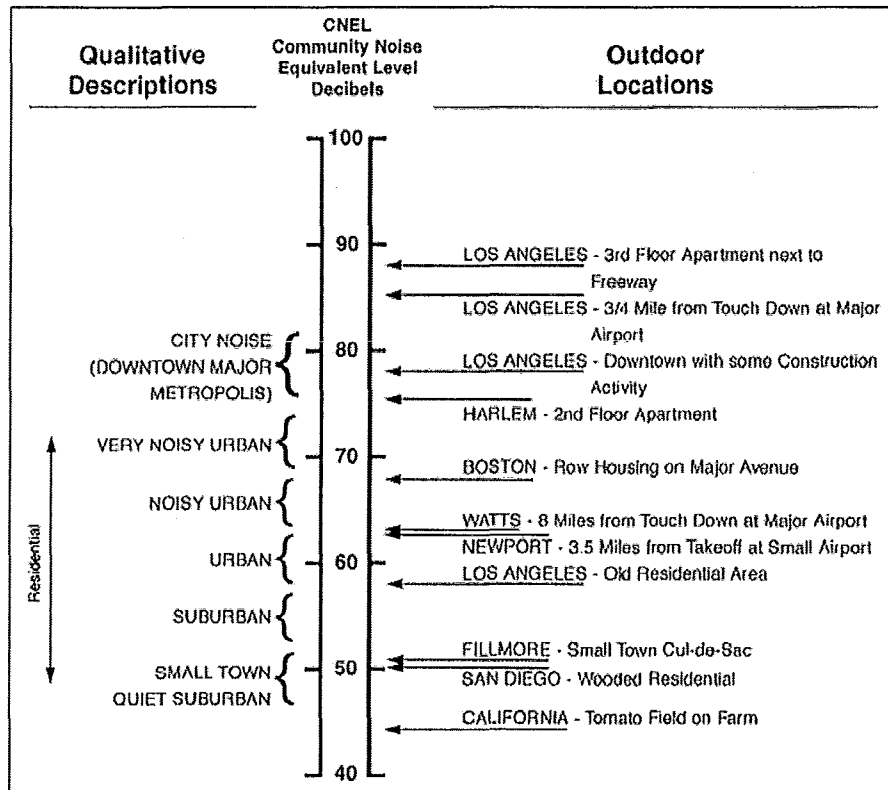 Qualitative
Descriptions
CNEL
Community Noise
Equivalent Level
Decibels
Outdoor
Locations
100
90
80
70
60
50
40
CITY NOISE
(DOWNTOWN MAJOR
METROPOLIS)
VERY NOISY URBAN
NOISY URBAN
URBAN
SUBURBAN
SMALL TOWN
QUIET SUBURBAN
Residential
LOS ANGELES - 3rd Floor Apartment next to
Freeway
LOS ANGELES - 3/4 Mile from Touch Down at Major
Airport
LOS ANGELES - Downtown with some Construction
Activity
HARLEM - 2nd Floor Apartment
BOSTON - Row Housing on Major Avenue
WATTS - 8 Miles from Touch Down at Major Airport
NEWPORT - 3.5 Miles from Takeoff at Small Airport
LOS ANGELES - Old Residential Area
FILLMORE - Small Town Cul-de-Sac
SAN DIEGO - Wooded Residential
CALIFORNIA - Tomato Field on Farm